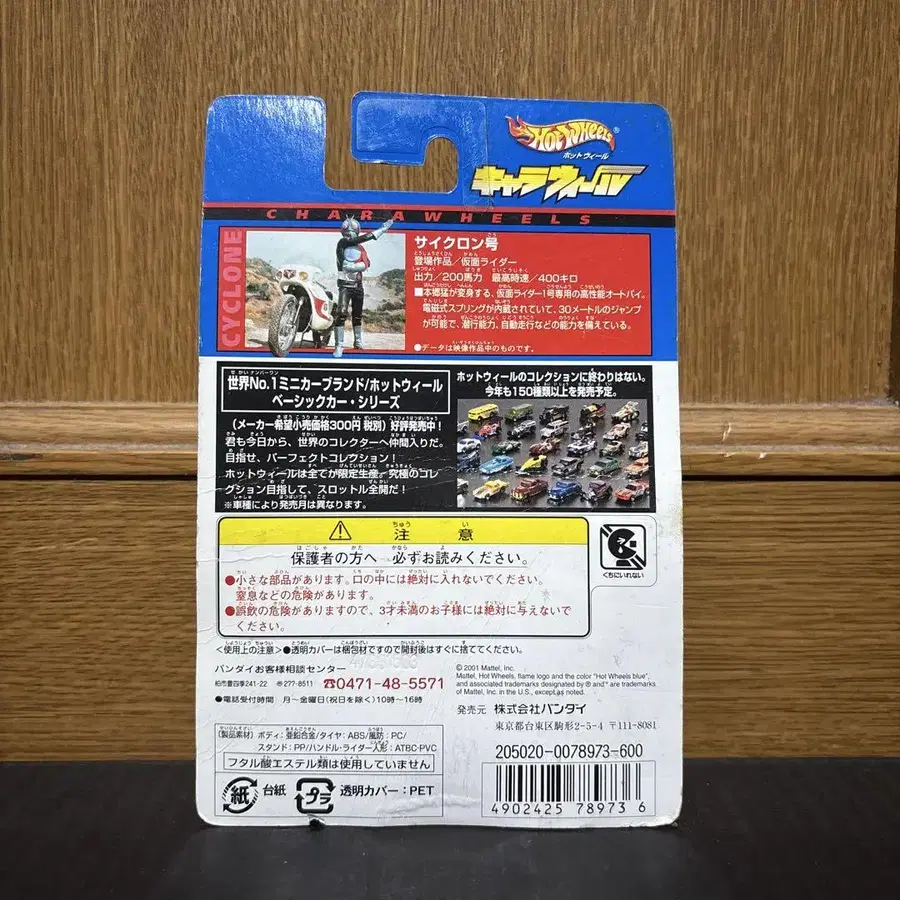 HOT WHEELS®
ホットウィール
キャラウィール
CHARAWHEELS
CYCLONE
サイクロン号
登場作品/仮面ライダー
出力/200馬力 最高時速/400キロ
■本郷猛が変身する、仮面ライダー1号専用の高性能オートバイ。
電磁式スプリングが内蔵されていて、30メートルのジャンプ
が可能で、潜行能力、自動走行などの能力を備えている。
●データは映像作品中のものです。
世界No.1ミニカーブランド/ホットウィール
ベーシックカー・シリーズ
(メーカー希望小売価格300円 税別)好評発売中!
君も今日から、世界のコレクターへ仲間入りだ。
目指せ、パーフェクトコレクション!
ホットウィールは全てが限定生産。究極のコレ
クション目指して、スロットル全開だ!
※車種により発売月は異なります。
ホットウィールのコレクションに終わりはない。
今年も150種類以上を発売予定。
注意
保護者の方へ 必ずお読みください。
●小さな部品があります。口の中には絶対に入れないでください。
窒息などの危険があります。
●誤飲の危険がありますので、3才未満のお子様には絶対に与えないで
ください。
くちにいれない
<使用上の注意>●透明カバーは梱包材ですので開封後はすぐに捨ててください。
バンダイお客様相談センター
柏市豊四季241-22 〒277-8511 ☎0471-48-5571
●電話受付時間 月~金曜日(祝日を除く)10時~16時
© 2001 Mattel, Inc.
Mattel, Hot Wheels, flame logo and the color "Hot Wheels blue",
and associated trademarks designated by ® and™ are trademarks
of Mattel, Inc. in the U.S., except as noted.
発売元 株式会社バンダイ
東京都台東区駒形2-5-4 〒111-8081
(製品素材) ボディ:亜鉛合金/タイヤ:ABS/風防:PC/
スタンド:PP/ハンドル・ライダー人形:ATBC-PVC
フタル酸エステル類は使用していません
紙 台紙 プラ 透明カバー:PET
205020-0078973-600
4902425 789736